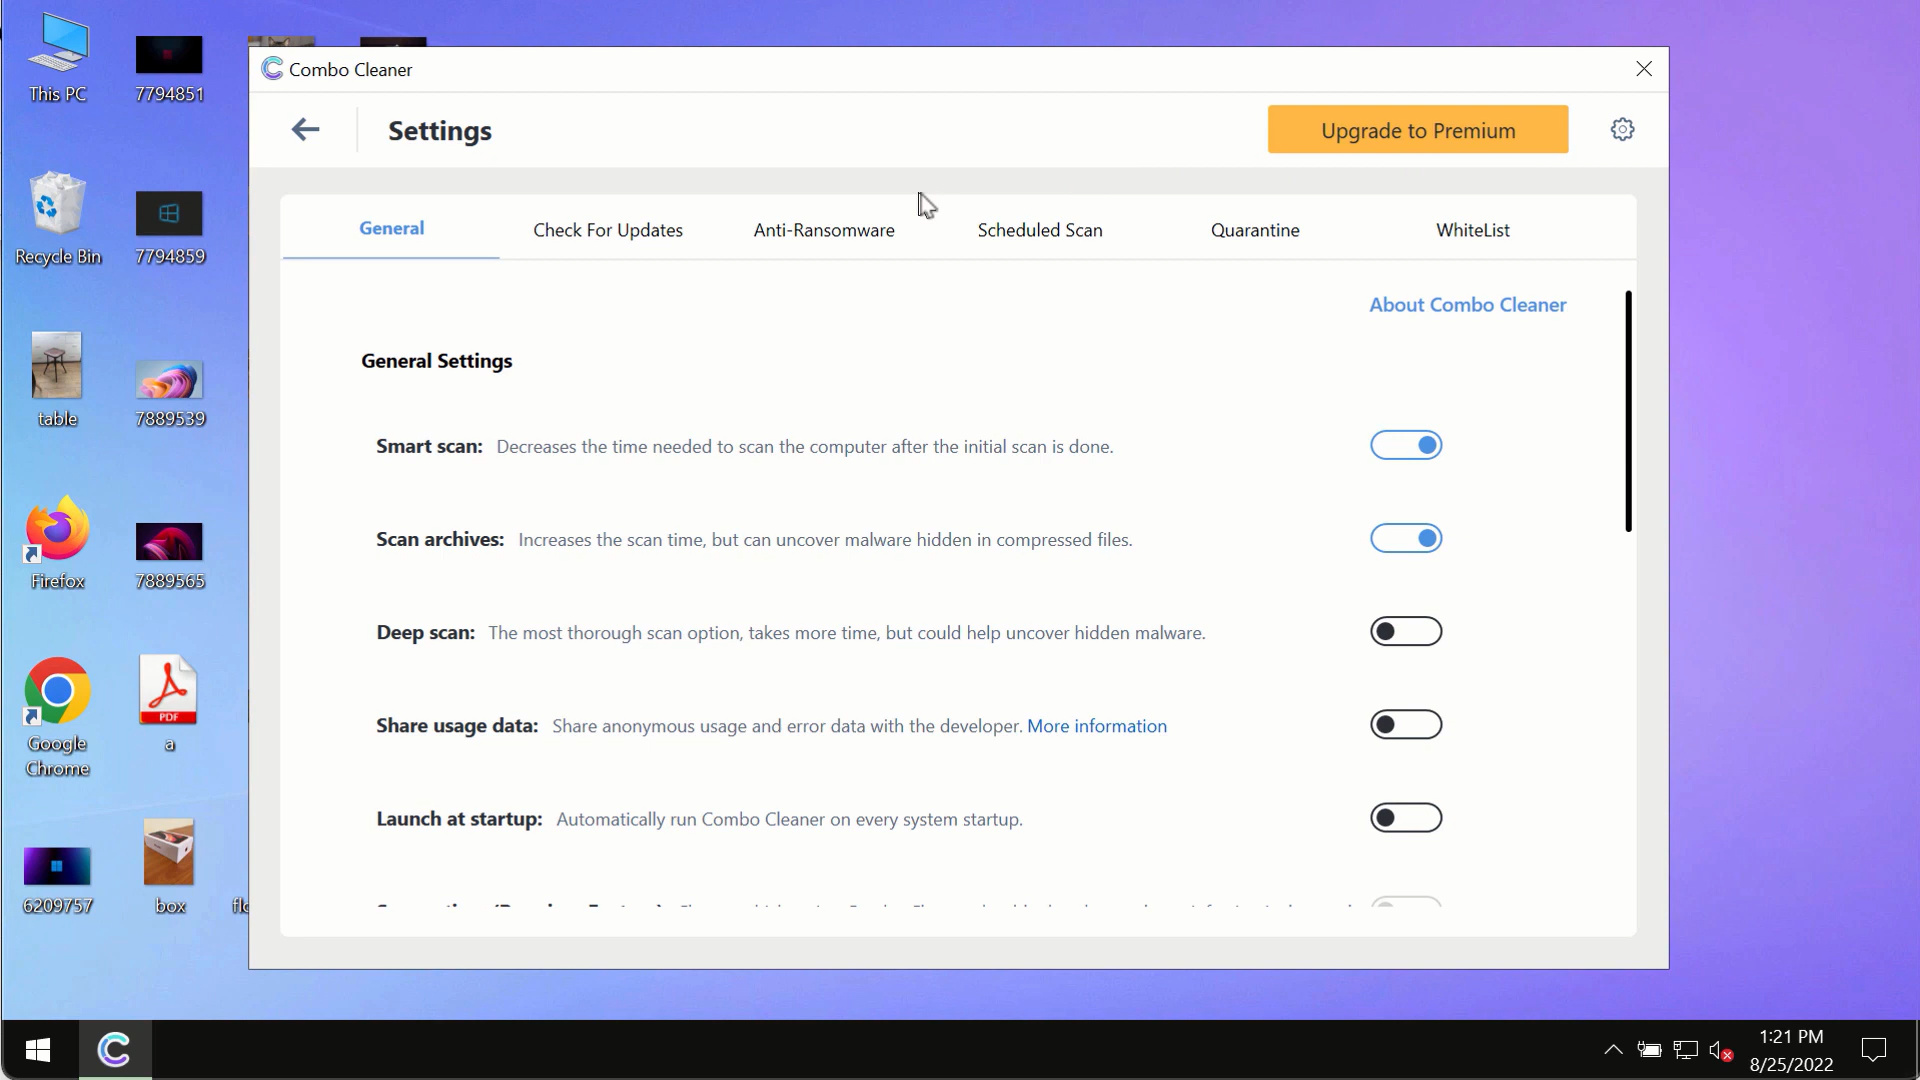 This PC
7794851
Recycle Bin
7794859
table
7889539
Firefox
7889565
Google
Chrome
a
PDF
6209757
box
Combo Cleaner
Settings
Upgrade to Premium
General
Check For Updates
Anti-Ransomware
Scheduled Scan
Quarantine
WhiteList
About Combo Cleaner
General Settings
Smart scan: Decreases the time needed to scan the computer after the initial scan is done.
Scan archives: Increases the scan time, but can uncover malware hidden in compressed files.
Deep scan: The most thorough scan option, takes more time, but could help uncover hidden malware.
Share usage data: Share anonymous usage and error data with the developer. More information
Launch at startup: Automatically run Combo Cleaner on every system startup.
1:21 PM
8/25/2022